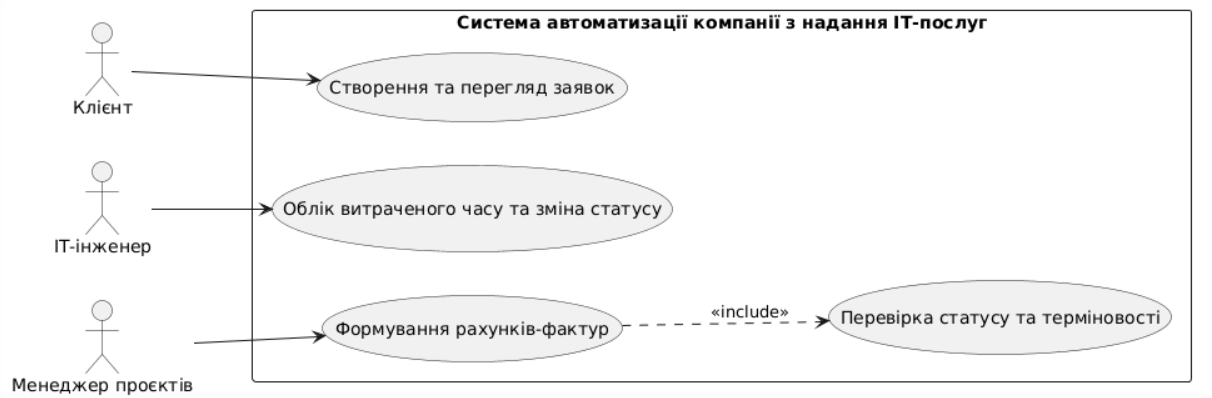 Система автоматизації компанії з надання ІТ-послуг
Клієнт
Створення та перегляд заявок
ІТ-інженер
Облік витраченого часу та зміна статусу
Менеджер проєктів
Формування рахунків-фактур
«include»
Перевірка статусу та терміновості